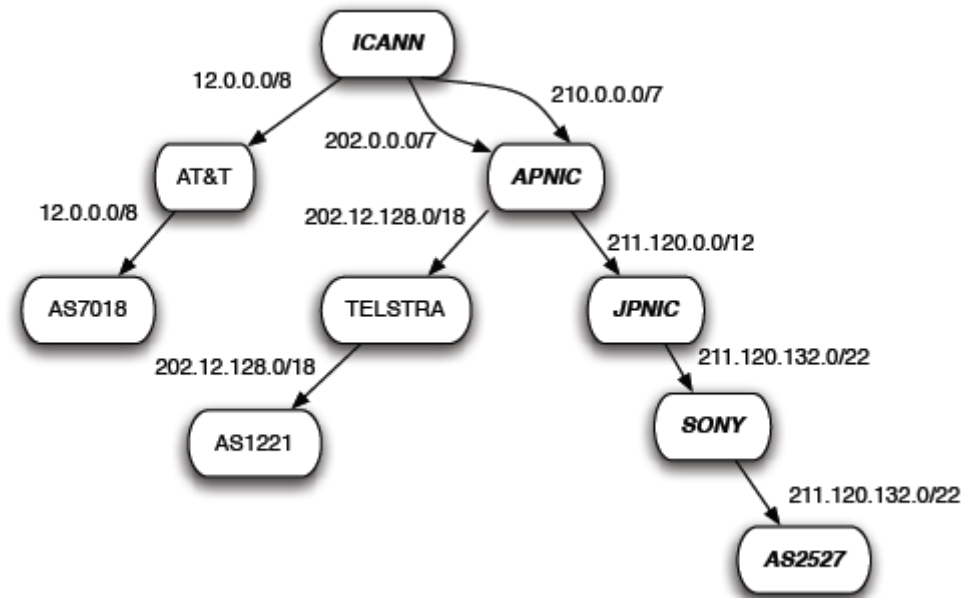 ICANN
12.0.0.0/8
210.0.0.0/7
202.0.0.0/7
AT&T
APNIC
12.0.0.0/8
202.12.128.0/18
211.120.0.0/12
AS7018
TELSTRA
JPNIC
202.12.128.0/18
211.120.132.0/22
AS1221
SONY
211.120.132.0/22
AS2527